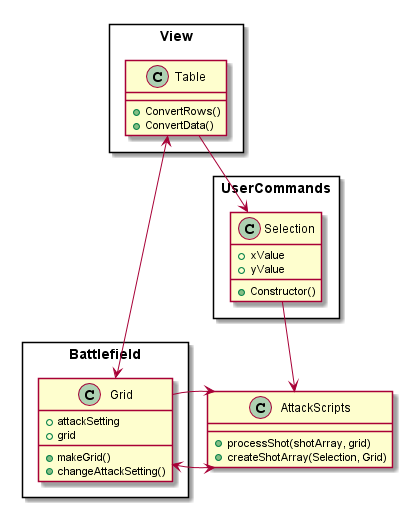 View
C Table
ConvertRows()
ConvertData()
UserCommands
C Selection
xValue
yValue
Constructor()
Battlefield
C Grid
attackSetting
grid
makeGrid()
changeAttackSetting()
C AttackScripts
processShot(shotArray, grid)
createShotArray(Selection, Grid)